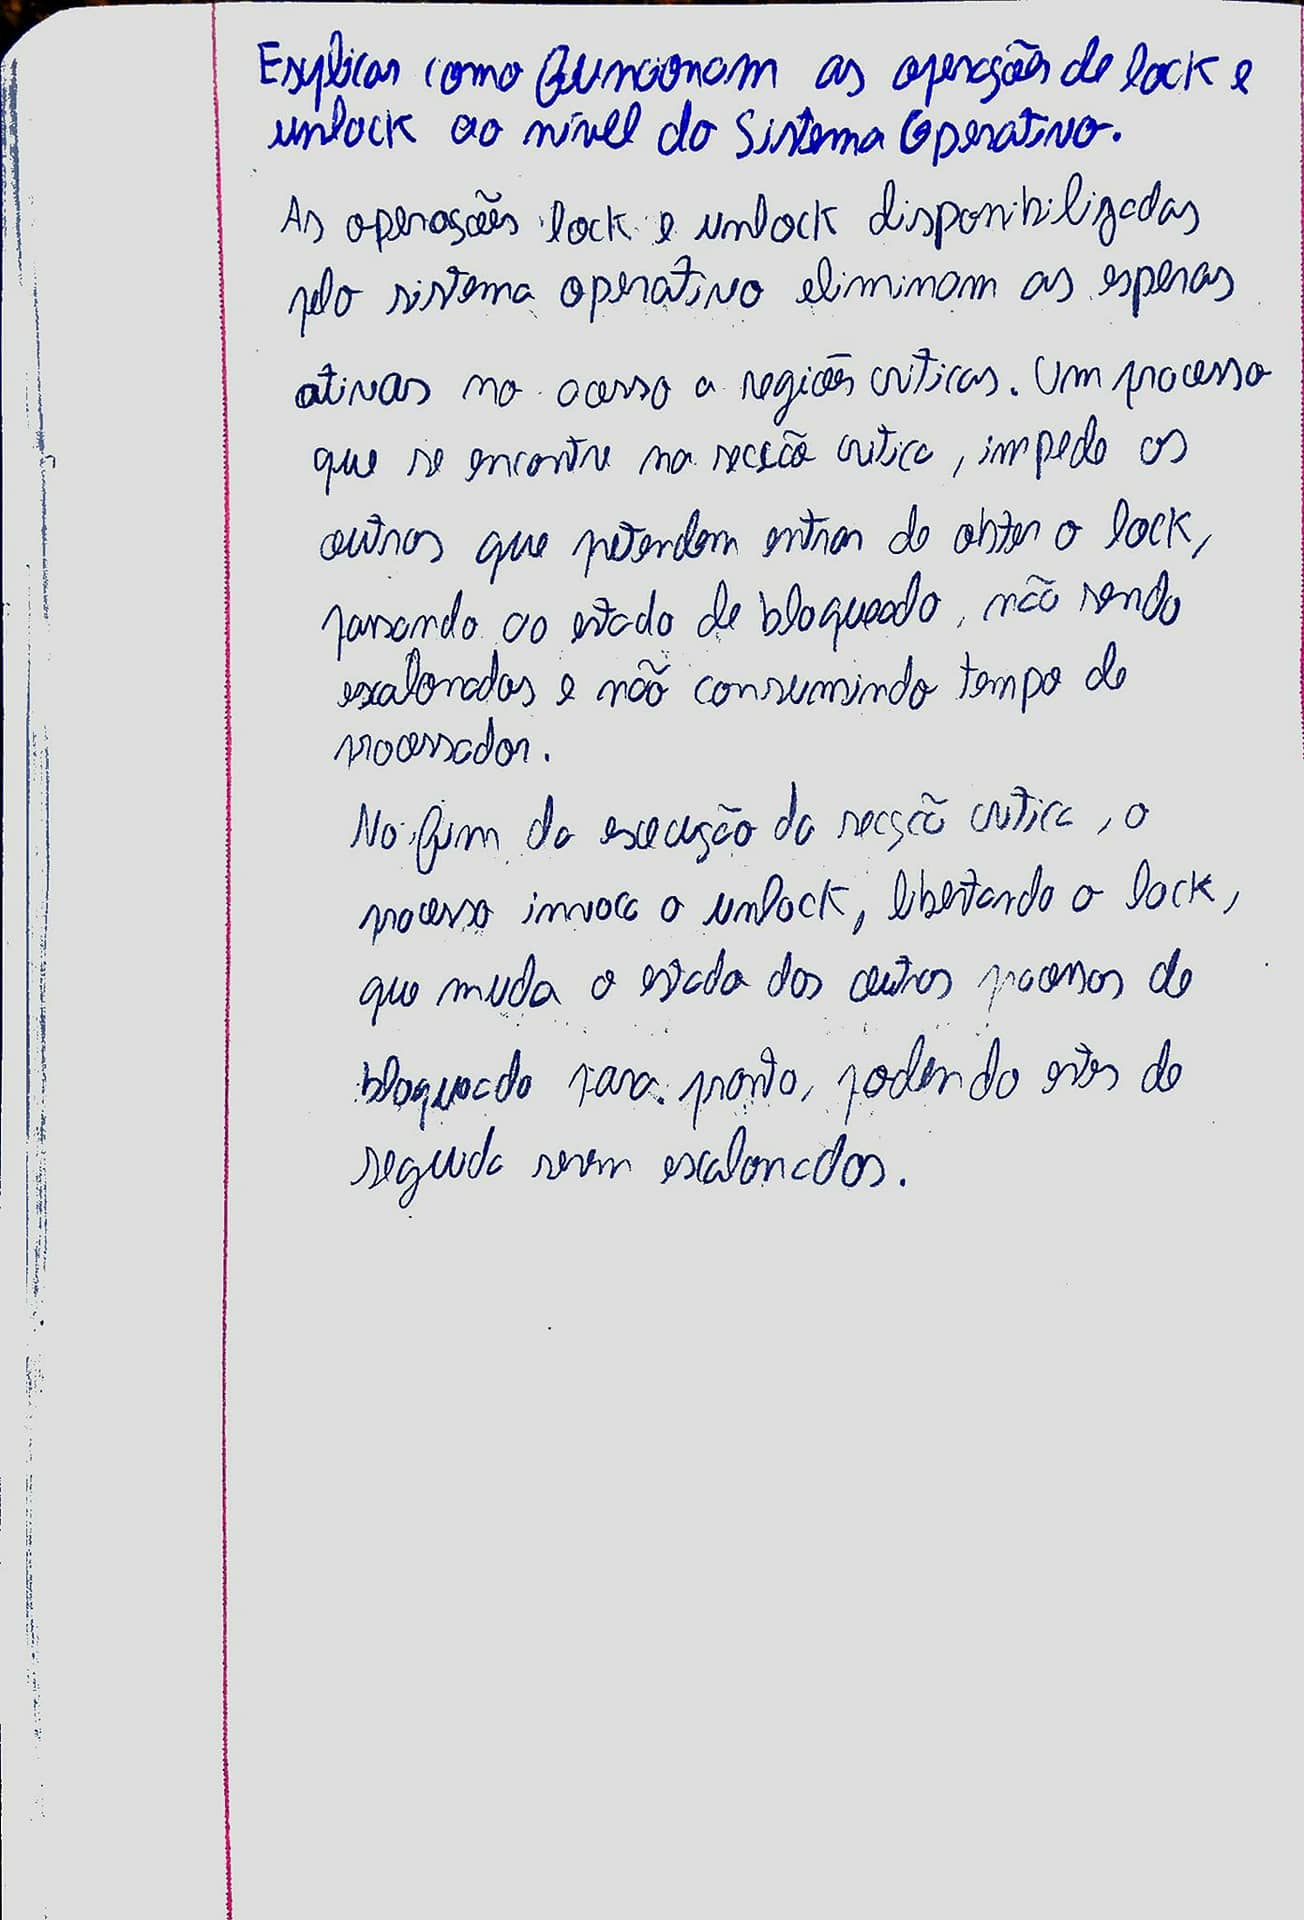 Explicar como funcionam as operações de lock e
unlock ao nível do Sistema Operativo.
As operações lock e unlock disponibilizadas
pelo sistema operativo eliminam as esperas
ativas no acesso a regiões criticas. Um processo
que se encontre na secção critica, impede os
outros que pretendem entrar de obter o lock,
passando ao estado de bloqueado, não sendo
escalonados e não consumindo tempo de
processador.
No fim da execução da secção critica, o
processo invoca o unlock, libertando o lock,
que muda o estado dos outros processos de
bloqueado para pronto, podendo estes de
seguida serem escalonados.